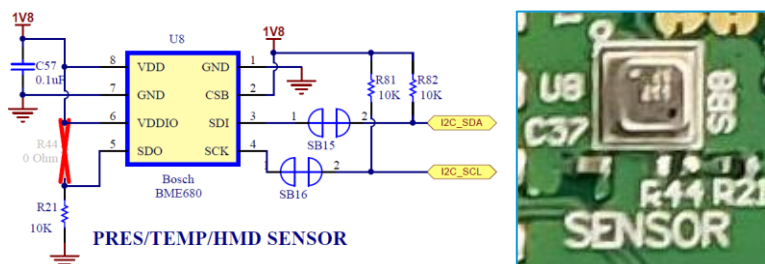 1V8
U8
1V8
C57
0.1uF
8
VDD
GND
1
R81
10K
R82
10K
7
GND
CSB
2
6
VDDIO
SDI
3
1
2
I2C_SDA
R44
0 Ohm
5
SDO
SCK
4
SB15
1
2
I2C_SCL
Bosch
BME680
SB16
R21
10K
PRES/TEMP/HMD SENSOR
U8
C37
SB8
R44
R21
SENSOR